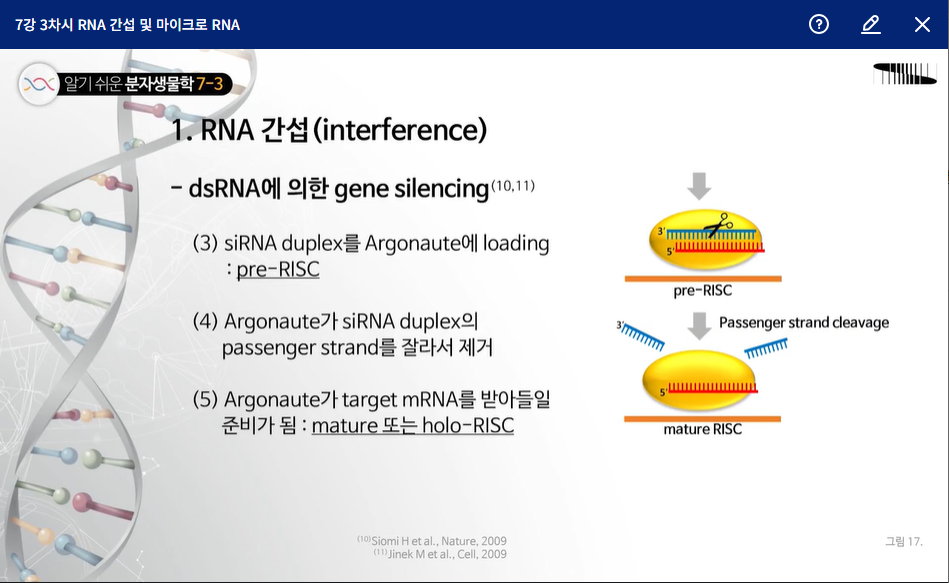 7강 3차시 RNA 간섭 및 마이크로 RNA
알기 쉬운 분자생물학 7-3
1. RNA 간섭(interference)
- dsRNA에 의한 gene silencing(10,11)
(3) siRNA duplex를 Argonaute에 loading
: pre-RISC
(4) Argonaute가 siRNA duplex의
passenger strand를 잘라서 제거
(5) Argonaute가 target mRNA를 받아들일
준비가 됨 : mature 또는 holo-RISC
3'
5'
pre-RISC
Passenger strand cleavage
3'
5'
mature RISC
(10)Siomi H et al., Nature, 2009
(11)Jinek M et al., Cell, 2009
그림 17.